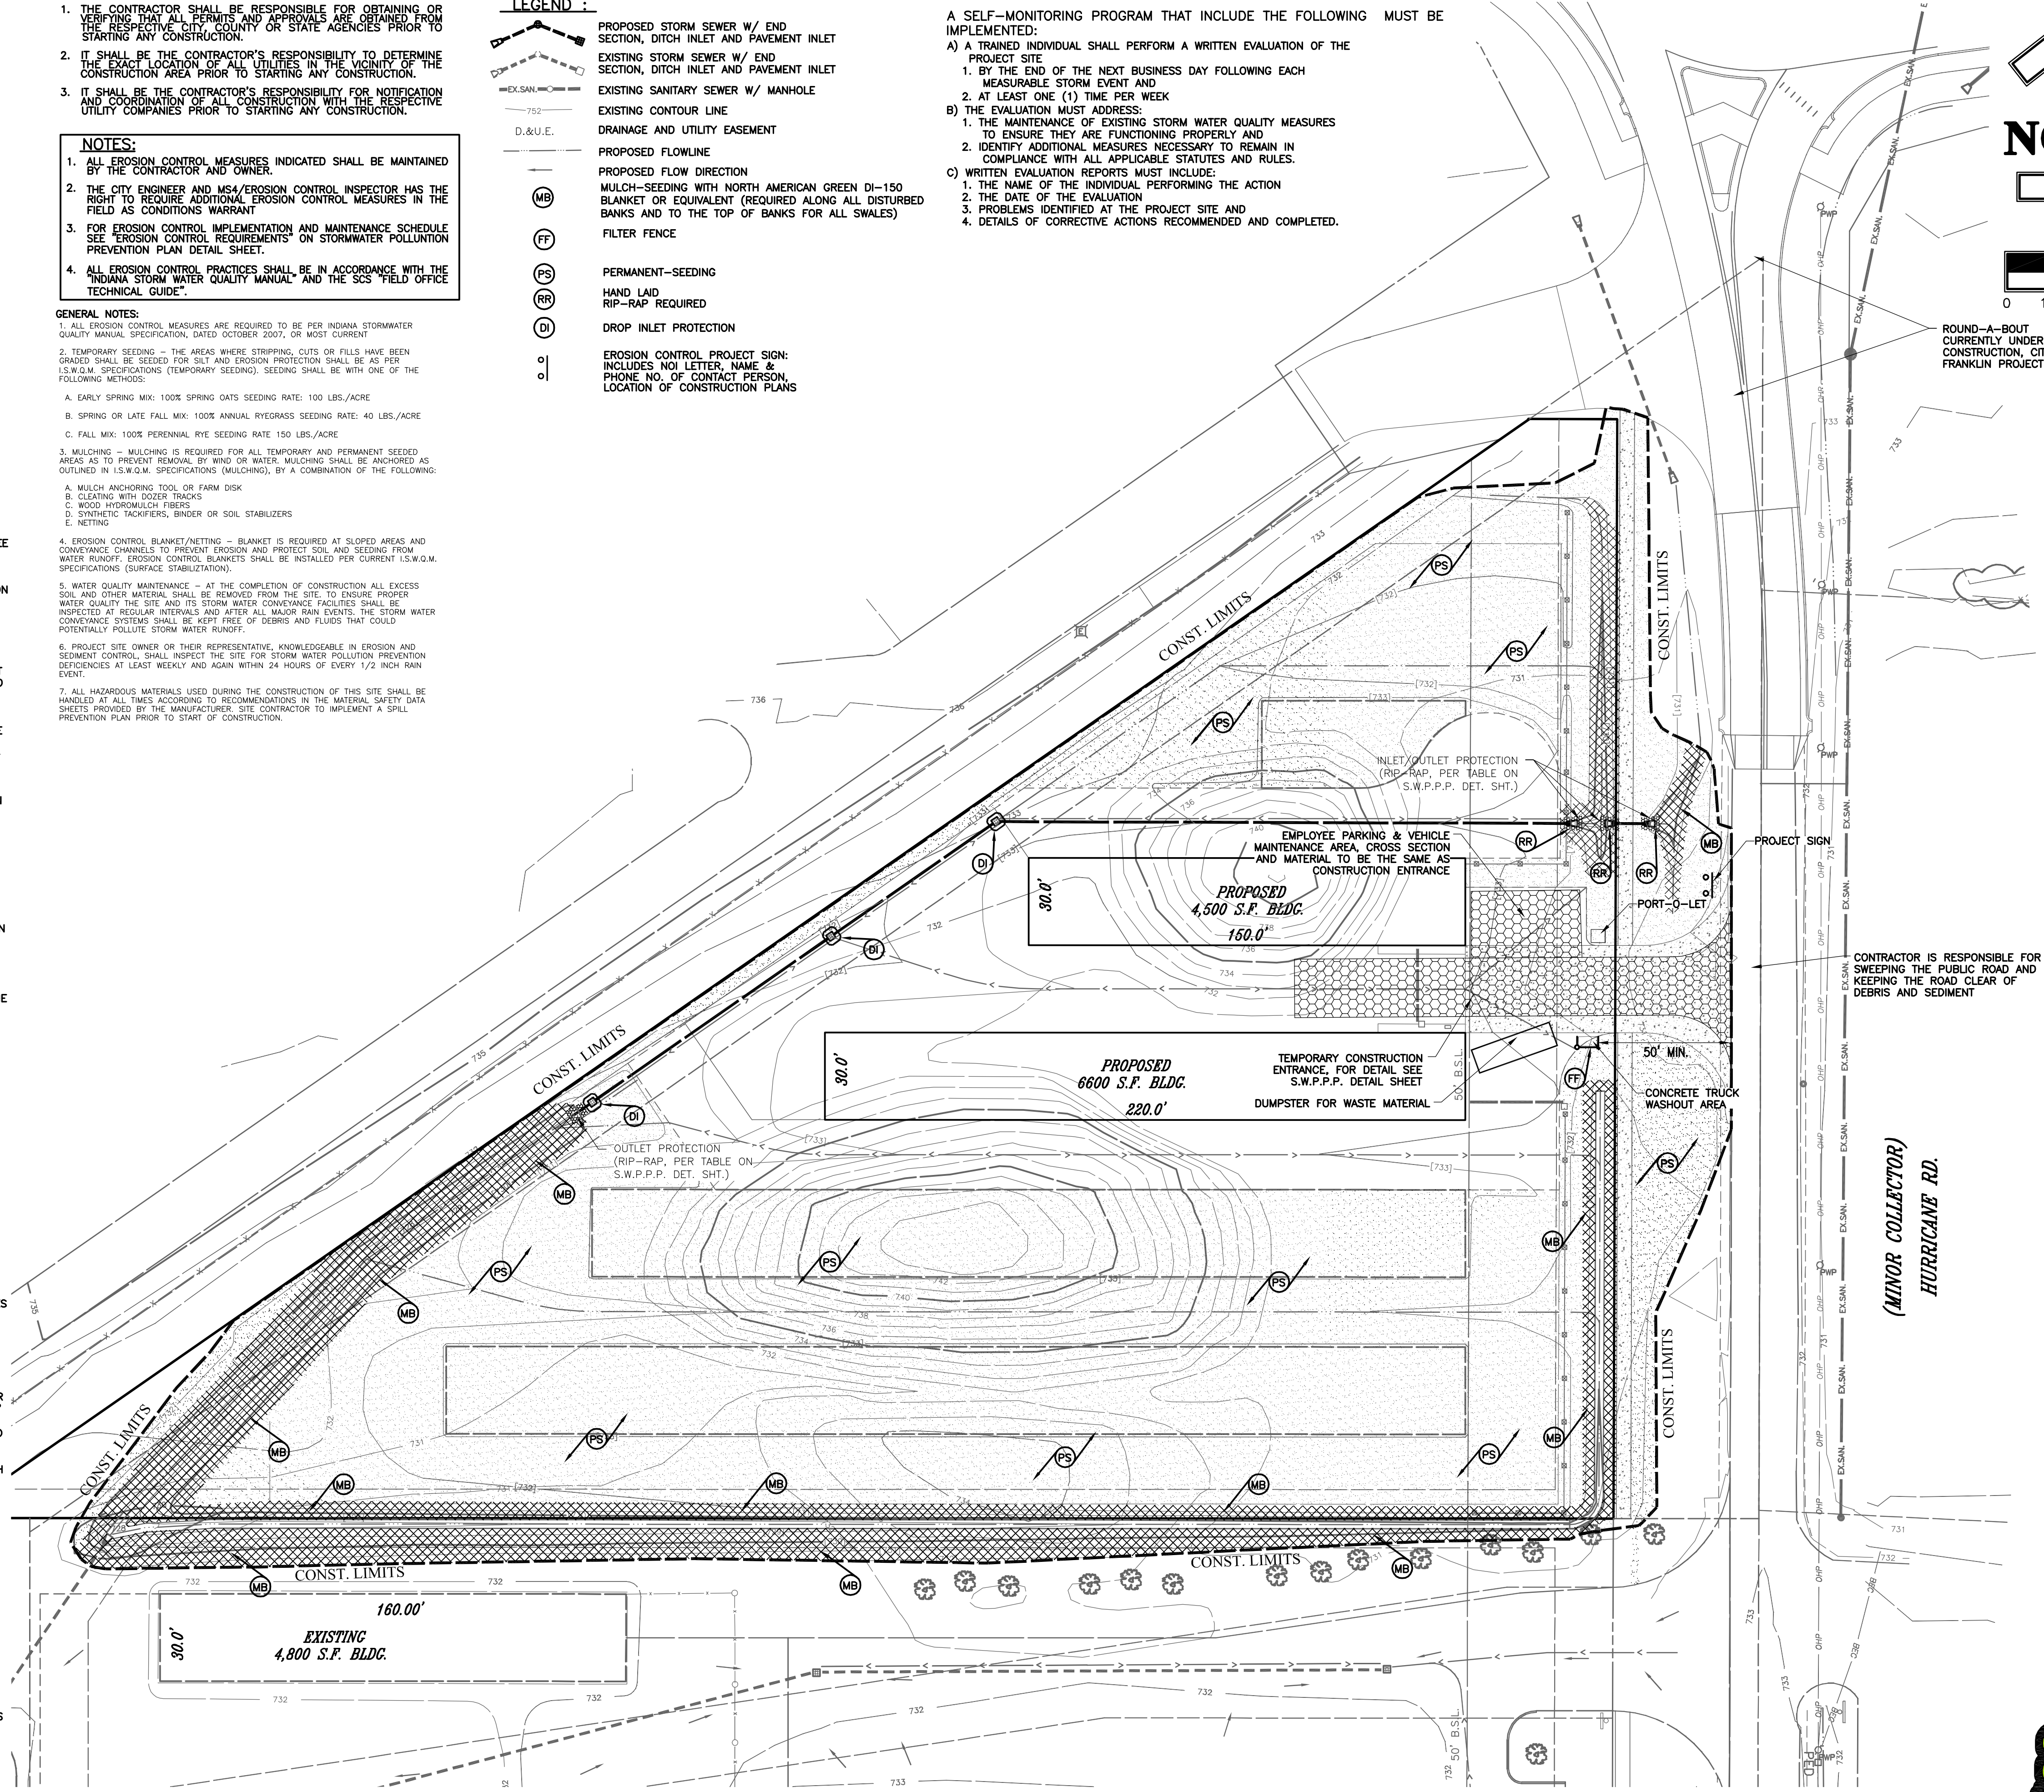 1. THE CONTRACTOR SHALL BE RESPONSIBLE FOR OBTAINING OR
VERIFYING THAT ALL PERMITS AND APPROVALS ARE OBTAINED FROM
THE RESPECTIVE CITY, COUNTY OR STATE AGENCIES PRIOR TO
STARTING ANY CONSTRUCTION.
2. IT SHALL BE THE CONTRACTOR'S RESPONSIBILITY TO DETERMINE
THE EXACT LOCATION OF ALL UTILITIES IN THE VICINITY OF THE
CONSTRUCTION AREA PRIOR TO STARTING ANY CONSTRUCTION.
3. IT SHALL BE THE CONTRACTOR'S RESPONSIBILITY FOR NOTIFICATION
AND COORDINATION OF ALL CONSTRUCTION WITH THE RESPECTIVE
UTILITY COMPANIES PRIOR TO STARTING ANY CONSTRUCTION.
NOTES:
1. ALL EROSION CONTROL MEASURES INDICATED SHALL BE MAINTAINED
BY THE CONTRACTOR AND OWNER.
2. THE CITY ENGINEER AND MS4/EROSION CONTROL INSPECTOR HAS THE
RIGHT TO REQUIRE ADDITIONAL EROSION CONTROL MEASURES IN THE
FIELD AS CONDITIONS WARRANT
3. FOR EROSION CONTROL IMPLEMENTATION AND MAINTENANCE SCHEDULE
SEE "EROSION CONTROL REQUIREMENTS" ON STORMWATER POLLUNTION
PREVENTION PLAN DETAIL SHEET.
4. ALL EROSION CONTROL PRACTICES SHALL BE IN ACCORDANCE WITH THE
"INDIANA STORM WATER QUALITY MANUAL" AND THE SCS "FIELD OFFICE
TECHNICAL GUIDE".
GENERAL NOTES:
1. ALL EROSION CONTROL MEASURES ARE REQUIRED TO BE PER INDIANA STORMWATER
QUALITY MANUAL SPECIFICATION, DATED OCTOBER 2007, OR MOST CURRENT
2. TEMPORARY SEEDING – THE AREAS WHERE STRIPPING, CUTS OR FILLS HAVE BEEN
GRADED SHALL BE SEEDED FOR SILT AND EROSION PROTECTION SHALL BE AS PER
I.S.W.Q.M. SPECIFICATIONS (TEMPORARY SEEDING). SEEDING SHALL BE WITH ONE OF THE
FOLLOWING METHODS:
A. EARLY SPRING MIX: 100% SPRING OATS SEEDING RATE: 100 LBS./ACRE
B. SPRING OR LATE FALL MIX: 100% ANNUAL RYEGRASS SEEDING RATE: 40 LBS./ACRE
C. FALL MIX: 100% PERENNIAL RYE SEEDING RATE 150 LBS./ACRE
3. MULCHING – MULCHING IS REQUIRED FOR ALL TEMPORARY AND PERMANENT SEEDED
AREAS AS TO PREVENT REMOVAL BY WIND OR WATER. MULCHING SHALL BE ANCHORED AS
OUTLINED IN I.S.W.Q.M. SPECIFICATIONS (MULCHING), BY A COMBINATION OF THE FOLLOWING:
A. MULCH ANCHORING TOOL OR FARM DISK
B. CLEATING WITH DOZER TRACKS
C. WOOD HYDROMULCH FIBERS
D. SYNTHETIC TACKIFIERS, BINDER OR SOIL STABILIZERS
E. NETTING
4. EROSION CONTROL BLANKET/NETTING – BLANKET IS REQUIRED AT SLOPED AREAS AND
CONVEYANCE CHANNELS TO PREVENT EROSION AND PROTECT SOIL AND SEEDING FROM
WATER RUNOFF. EROSION CONTROL BLANKETS SHALL BE INSTALLED PER CURRENT I.S.W.Q.M.
SPECIFICATIONS (SURFACE STABILIZTATION).
5. WATER QUALITY MAINTENANCE – AT THE COMPLETION OF CONSTRUCTION ALL EXCESS
SOIL AND OTHER MATERIAL SHALL BE REMOVED FROM THE SITE. TO ENSURE PROPER
WATER QUALITY THE SITE AND ITS STORM WATER CONVEYANCE FACILITIES SHALL BE
INSPECTED AT REGULAR INTERVALS AND AFTER ALL MAJOR RAIN EVENTS. THE STORM WATER
CONVEYANCE SYSTEMS SHALL BE KEPT FREE OF DEBRIS AND FLUIDS THAT COULD
POTENTIALLY POLLUTE STORM WATER RUNOFF.
6. PROJECT SITE OWNER OR THEIR REPRESENTATIVE, KNOWLEDGEABLE IN EROSION AND
SEDIMENT CONTROL, SHALL INSPECT THE SITE FOR STORM WATER POLLUTION PREVENTION
DEFICIENCIES AT LEAST WEEKLY AND AGAIN WITHIN 24 HOURS OF EVERY 1/2 INCH RAIN
EVENT.
7. ALL HAZARDOUS MATERIALS USED DURING THE CONSTRUCTION OF THIS SITE SHALL BE
HANDLED AT ALL TIMES ACCORDING TO RECOMMENDATIONS IN THE MATERIAL SAFETY DATA
SHEETS PROVIDED BY THE MANUFACTURER. SITE CONTRACTOR TO IMPLEMENT A SPILL
PREVENTION PLAN PRIOR TO START OF CONSTRUCTION.
LEGEND :
PROPOSED STORM SEWER W/ END
SECTION, DITCH INLET AND PAVEMENT INLET
EXISTING STORM SEWER W/ END
SECTION, DITCH INLET AND PAVEMENT INLET
EX.SAN. EXISTING SANITARY SEWER W/ MANHOLE
752 EXISTING CONTOUR LINE
D.&U.E. DRAINAGE AND UTILITY EASEMENT
PROPOSED FLOWLINE
PROPOSED FLOW DIRECTION
MB MULCH–SEEDING WITH NORTH AMERICAN GREEN DI–150
BLANKET OR EQUIVALENT (REQUIRED ALONG ALL DISTURBED
BANKS AND TO THE TOP OF BANKS FOR ALL SWALES)
FF FILTER FENCE
PS PERMANENT–SEEDING
RR HAND LAID
RIP–RAP REQUIRED
DI DROP INLET PROTECTION
EROSION CONTROL PROJECT SIGN:
INCLUDES NOI LETTER, NAME &
PHONE NO. OF CONTACT PERSON,
LOCATION OF CONSTRUCTION PLANS
A SELF–MONITORING PROGRAM THAT INCLUDE THE FOLLOWING MUST BE
IMPLEMENTED:
A) A TRAINED INDIVIDUAL SHALL PERFORM A WRITTEN EVALUATION OF THE
PROJECT SITE
1. BY THE END OF THE NEXT BUSINESS DAY FOLLOWING EACH
MEASURABLE STORM EVENT AND
2. AT LEAST ONE (1) TIME PER WEEK
B) THE EVALUATION MUST ADDRESS:
1. THE MAINTENANCE OF EXISTING STORM WATER QUALITY MEASURES
TO ENSURE THEY ARE FUNCTIONING PROPERLY AND
2. IDENTIFY ADDITIONAL MEASURES NECESSARY TO REMAIN IN
COMPLIANCE WITH ALL APPLICABLE STATUTES AND RULES.
C) WRITTEN EVALUATION REPORTS MUST INCLUDE:
1. THE NAME OF THE INDIVIDUAL PERFORMING THE ACTION
2. THE DATE OF THE EVALUATION
3. PROBLEMS IDENTIFIED AT THE PROJECT SITE AND
4. DETAILS OF CORRECTIVE ACTIONS RECOMMENDED AND COMPLETED.
ROUND–A–BOUT
CURRENTLY UNDER
CONSTRUCTION,
FRANKLIN PROJECT
CONST. LIMITS
CONST. LIMITS
INLET/OUTLET PROTECTION
(RIP–RAP, PER TABLE ON
S.W.P.P.P. DET. SHT.)
EMPLOYEE PARKING & VEHICLE
MAINTENANCE AREA, CROSS SECTION
AND MATERIAL TO BE THE SAME AS
CONSTRUCTION ENTRANCE
PROJECT SIGN
PORT–O–LET
30.0'
PROPOSED
4,500 S.F. BLDG.
150.0'
CONTRACTOR IS RESPONSIBLE FOR
SWEEPING THE PUBLIC ROAD AND
KEEPING THE ROAD CLEAR OF
DEBRIS AND SEDIMENT
CONST. LIMITS
30.0'
PROPOSED
6600 S.F. BLDG.
220.0'
TEMPORARY CONSTRUCTION
ENTRANCE, FOR DETAIL SEE
S.W.P.P.P. DETAIL SHEET
DUMPSTER FOR WASTE MATERIAL
50' B.S.L.
50' MIN.
FF
CONCRETE TRUCK
WASHOUT AREA
OUTLET PROTECTION
(RIP–RAP, PER TABLE ON
S.W.P.P.P. DET. SHT.)
(MINOR COLLECTOR)
HURRICANE RD.
CONST. LIMITS
CONST. LIMITS
CONST. LIMITS
CONST. LIMITS
160.00'
30.0'
EXISTING
4,800 S.F. BLDG.
50' B.S.L.